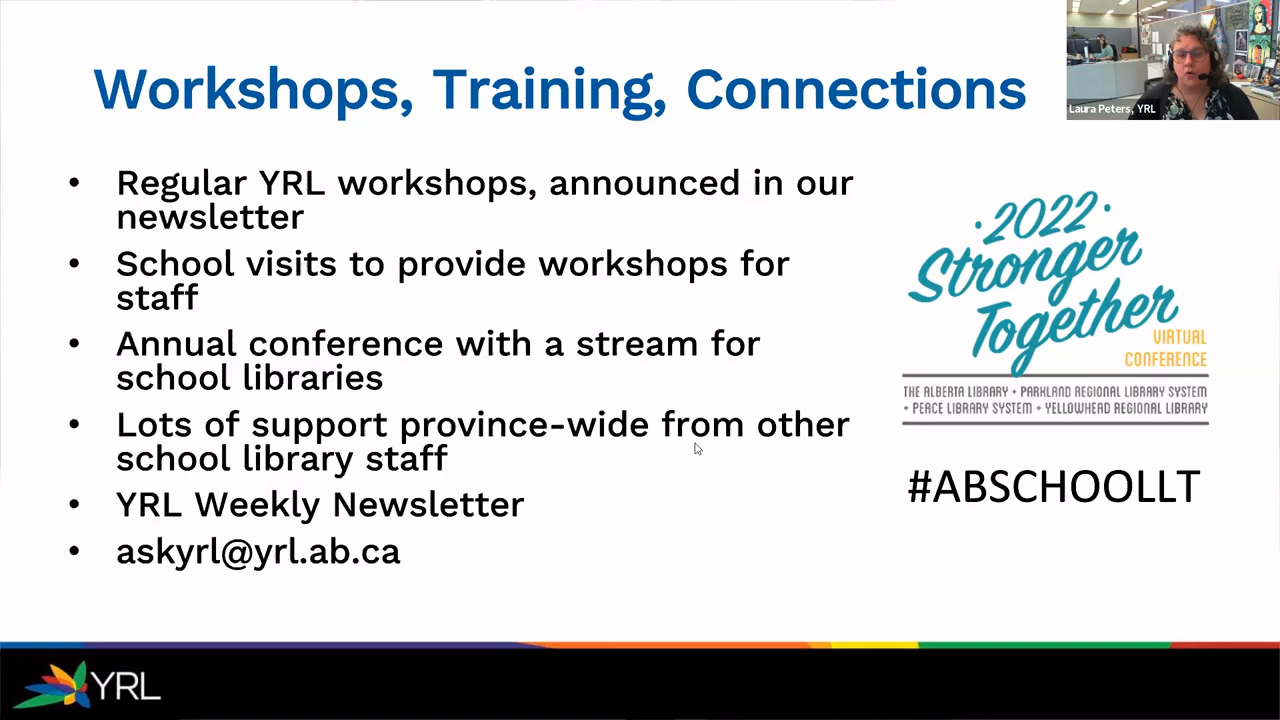 Workshops, Training, Connections
Laura Peters, YRL
• Regular YRL workshops, announced in our
newsletter
• School visits to provide workshops for
staff
• Annual conference with a stream for
school libraries
• Lots of support province-wide from other
school library staff
• YRL Weekly Newsletter
• askyrl@yrl.ab.ca
·2022·
Stronger
Together
VIRTUAL
CONFERENCE
THE ALBERTA LIBRARY • PARKLAND REGIONAL LIBRARY SYSTEM
• PEACE LIBRARY SYSTEM • YELLOWHEAD REGIONAL LIBRARY
#ABSCHOOLLT
YRL